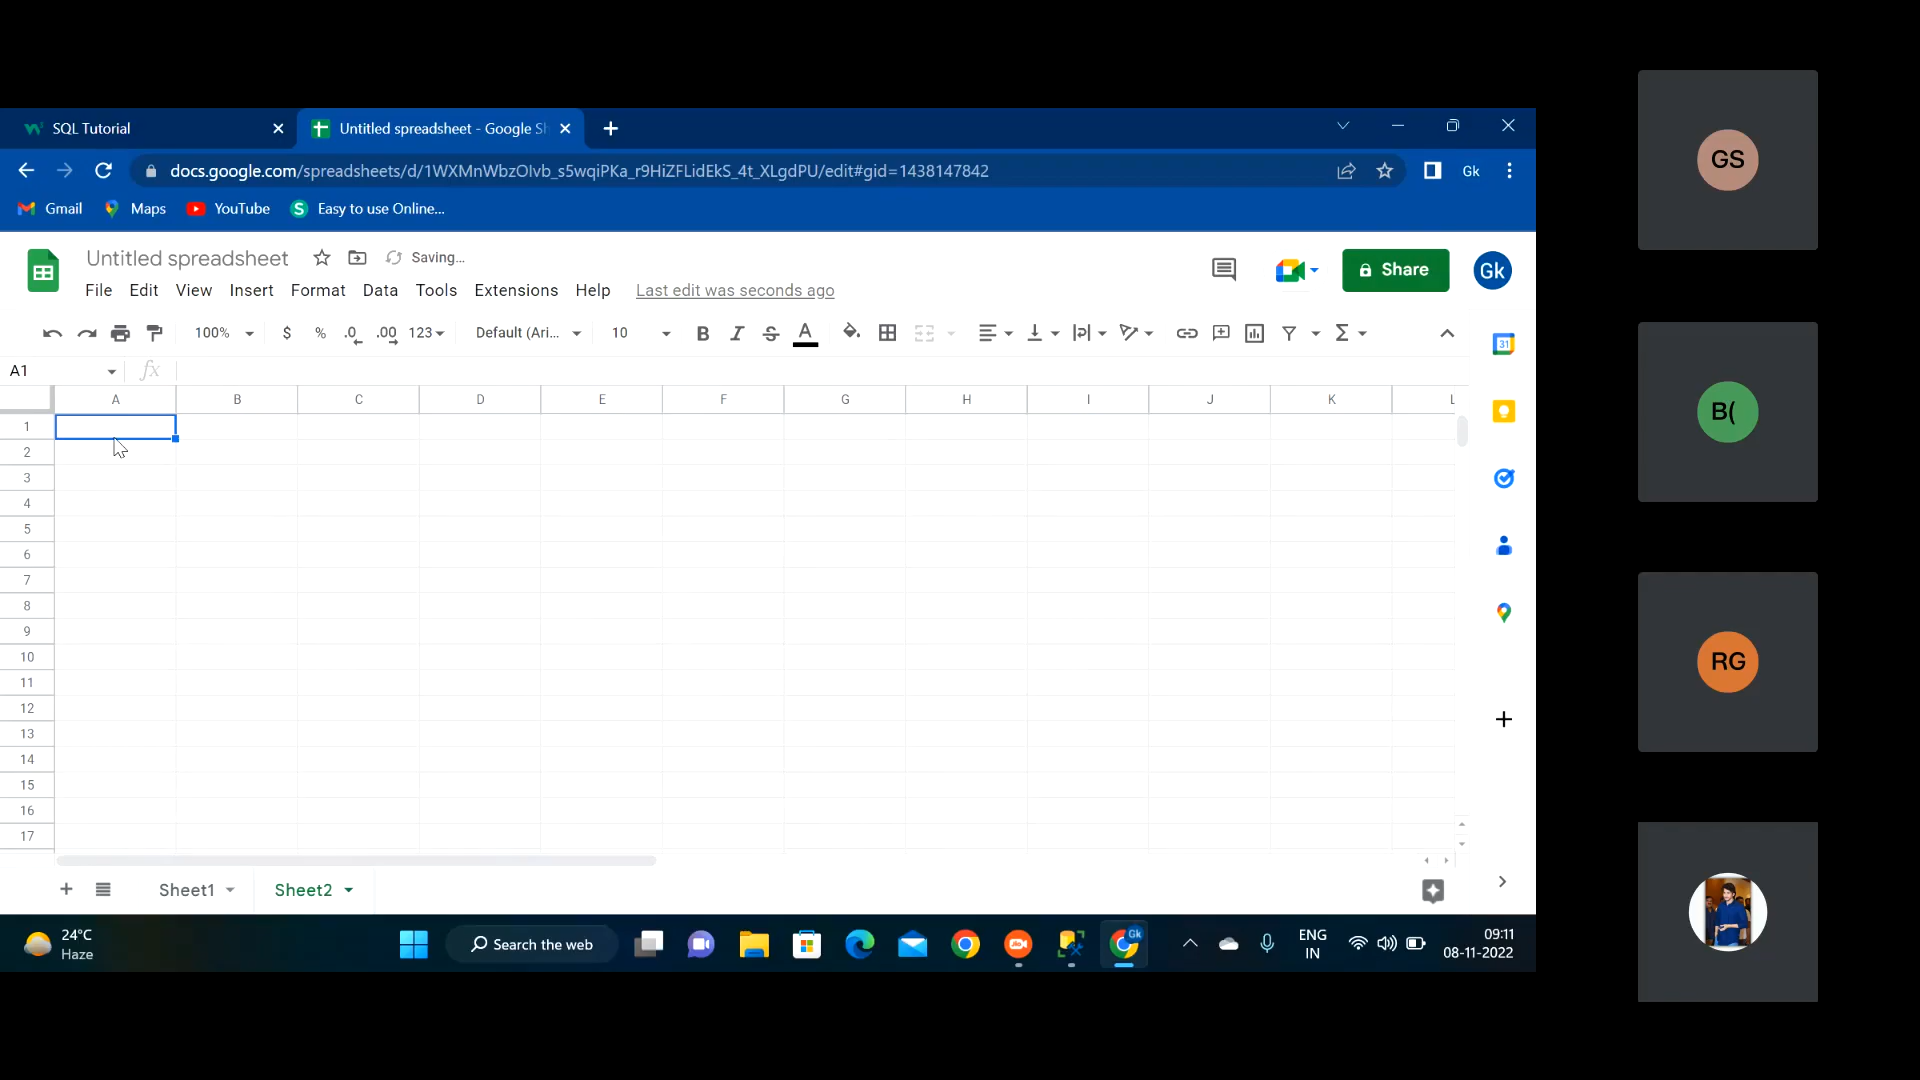 SQL Tutorial
Untitled spreadsheet - Google Sh
docs.google.com/spreadsheets/d/1WXMnWbzOIvb_s5wqiPKa_r9HiZFLidEkS_4t_XLgdPU/edit#gid=1438147842
Gk
Gmail
Maps
YouTube
S
Easy to use Online...
Untitled spreadsheet
Saving...
Share
Gk
File Edit View Insert Format Data Tools Extensions Help
Last edit was seconds ago
100% $ % .0 .00 123 Default (Ari... 10 B I S A
31
A1
fx
A B C D E F G H I J K L
1
2
3
4
5
6
7
8
9
10
11
12
13
14
15
16
17
Sheet1
Sheet2
24°C
Haze
Search the web
Jio
Gk
ENG
IN
09:11
08-11-2022
GS
B(
RG